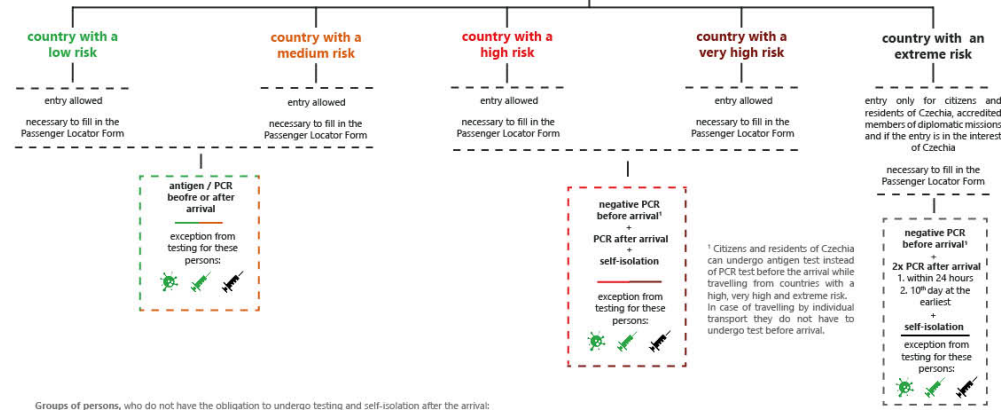 country with a
low risk
entry allowed
necessary to fill in the
Passenger Locator Form
country with a
medium risk
entry allowed
necessary to fill in the
Passenger Locator Form
antigen / PCR
beofre or after
arrival
exception from
testing for these
persons:
country with a
high risk
entry allowed
necessary to fill in the
Passenger Locator Form
country with a
very high risk
entry allowed
necessary to fill in the
Passenger Locator Form
negative PCR
before arrival¹
+
PCR after arrival
+
self-isolation
exception from
testing for these
persons:
¹ Citizens and residents of Czechia
can undergo antigen test instead
of PCR test before the arrival while
travelling from countries with a
high, very high and extreme risk.
In case of travelling by individual
transport they do not have to
undergo test before arrival.
country with an
extreme risk
entry only for citizens and
residents of Czechia, accredited
members of diplomatic missions
and if the entry is in the interest
of Czechia
necessary to fill in the
Passenger Locator Form
negative PCR
before arrival¹
+
2x PCR after arrival
1. within 24 hours
2. 10th day at the
earliest
+
self-isolation
exception from
testing for these
persons:
Groups of persons, who do not have the obligation to undergo testing and self-isolation after the arrival: